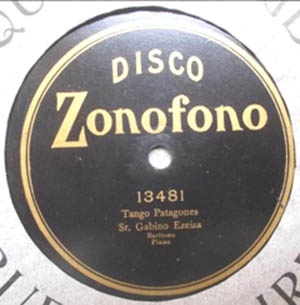 DISCO
Zonofono
13481
Tango Patagones
Sr. Gabino Ezeiza
Baritono
Piano